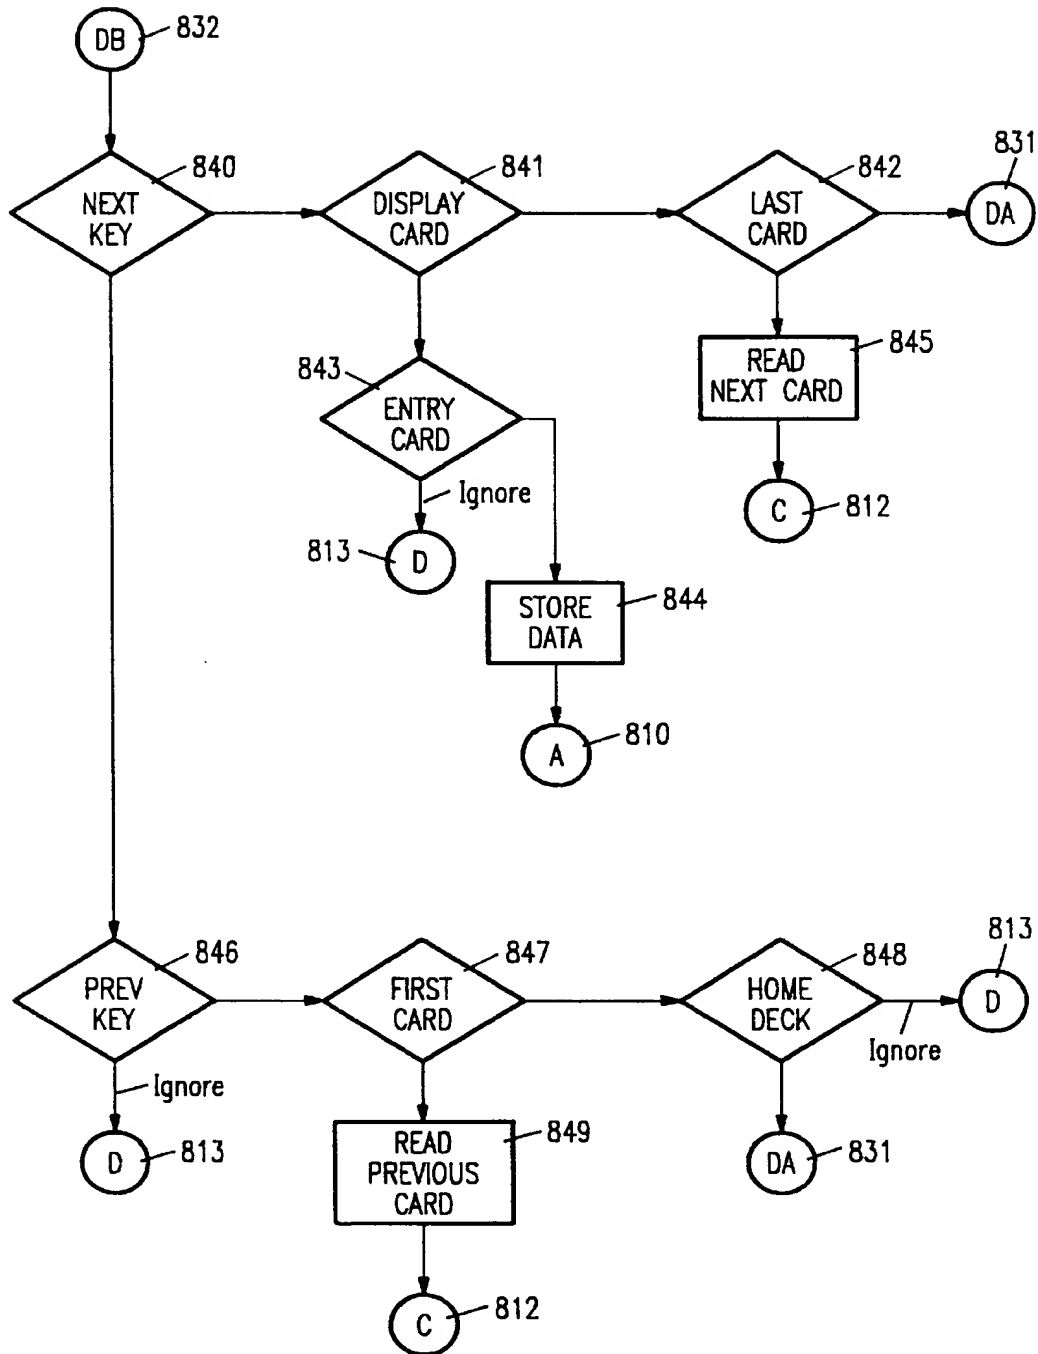 DB
832
NEXT
KEY
840
DISPLAY
CARD
841
LAST
CARD
842
831
DA
843
ENTRY
CARD
READ
NEXT CARD
845
Ignore
813
D
C
812
STORE
DATA
844
A
810
PREV
KEY
846
FIRST
CARD
847
HOME
DECK
848
813
D
Ignore
Ignore
D
813
READ
PREVIOUS
CARD
849
DA
831
C
812